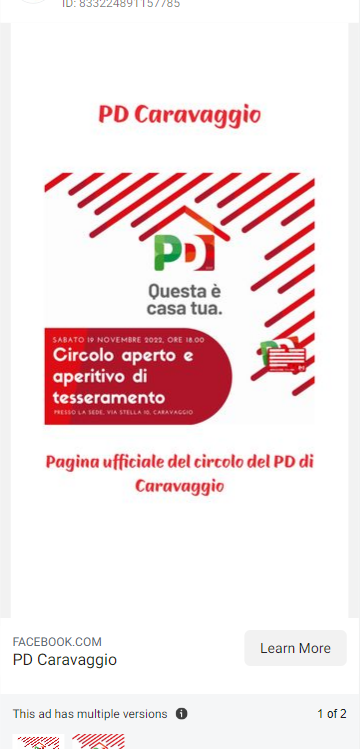 ID: 833224891157785
PD Caravaggio
PD
Questa è
casa tua.
SABATO 19 NOVEMBRE 2022, ORE 18.00
Circolo aperto e
aperitivo di
tesseramento
PRESSO LA SEDE, VIA STELLA 10, CARAVAGGIO
Pagina ufficiale del circolo del PD di
Caravaggio
FACEBOOK.COM
PD Caravaggio
Learn More
This ad has multiple versions
1 of 2